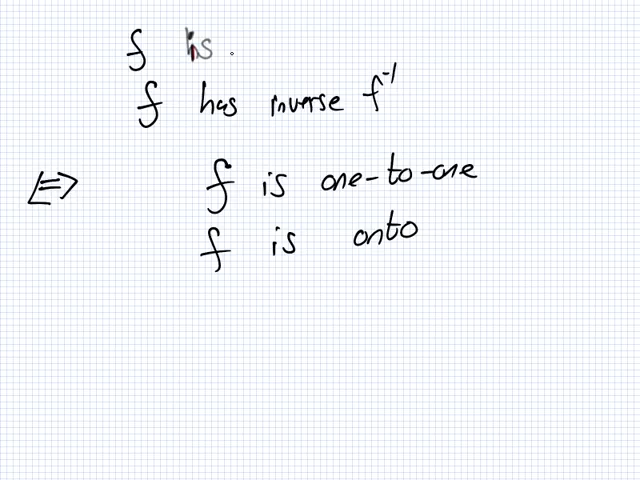 f is .
f has inverse f⁻¹
⇔ f is one-to-one
f is onto